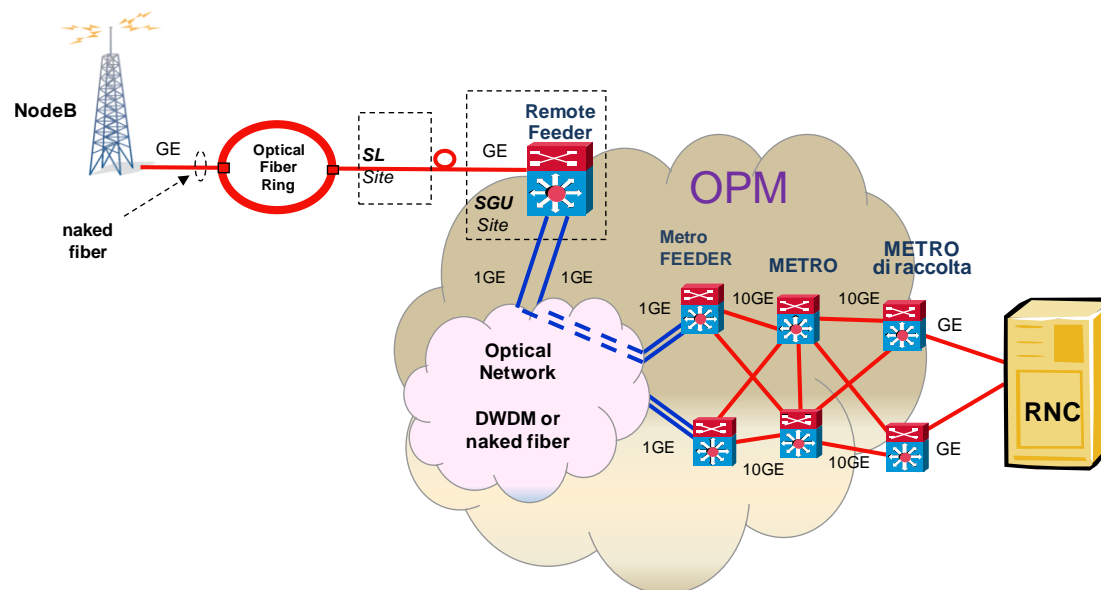 NodeB
GE
naked
fiber
Optical
Fiber
Ring
SL
Site
GE
SGU
Site
Remote
Feeder
1GE
1GE
OPM
Optical
Network
DWDM or
naked fiber
1GE
1GE
Metro
FEEDER
10GE
10GE
METRO
10GE
10GE
METRO
di raccolta
GE
GE
RNC